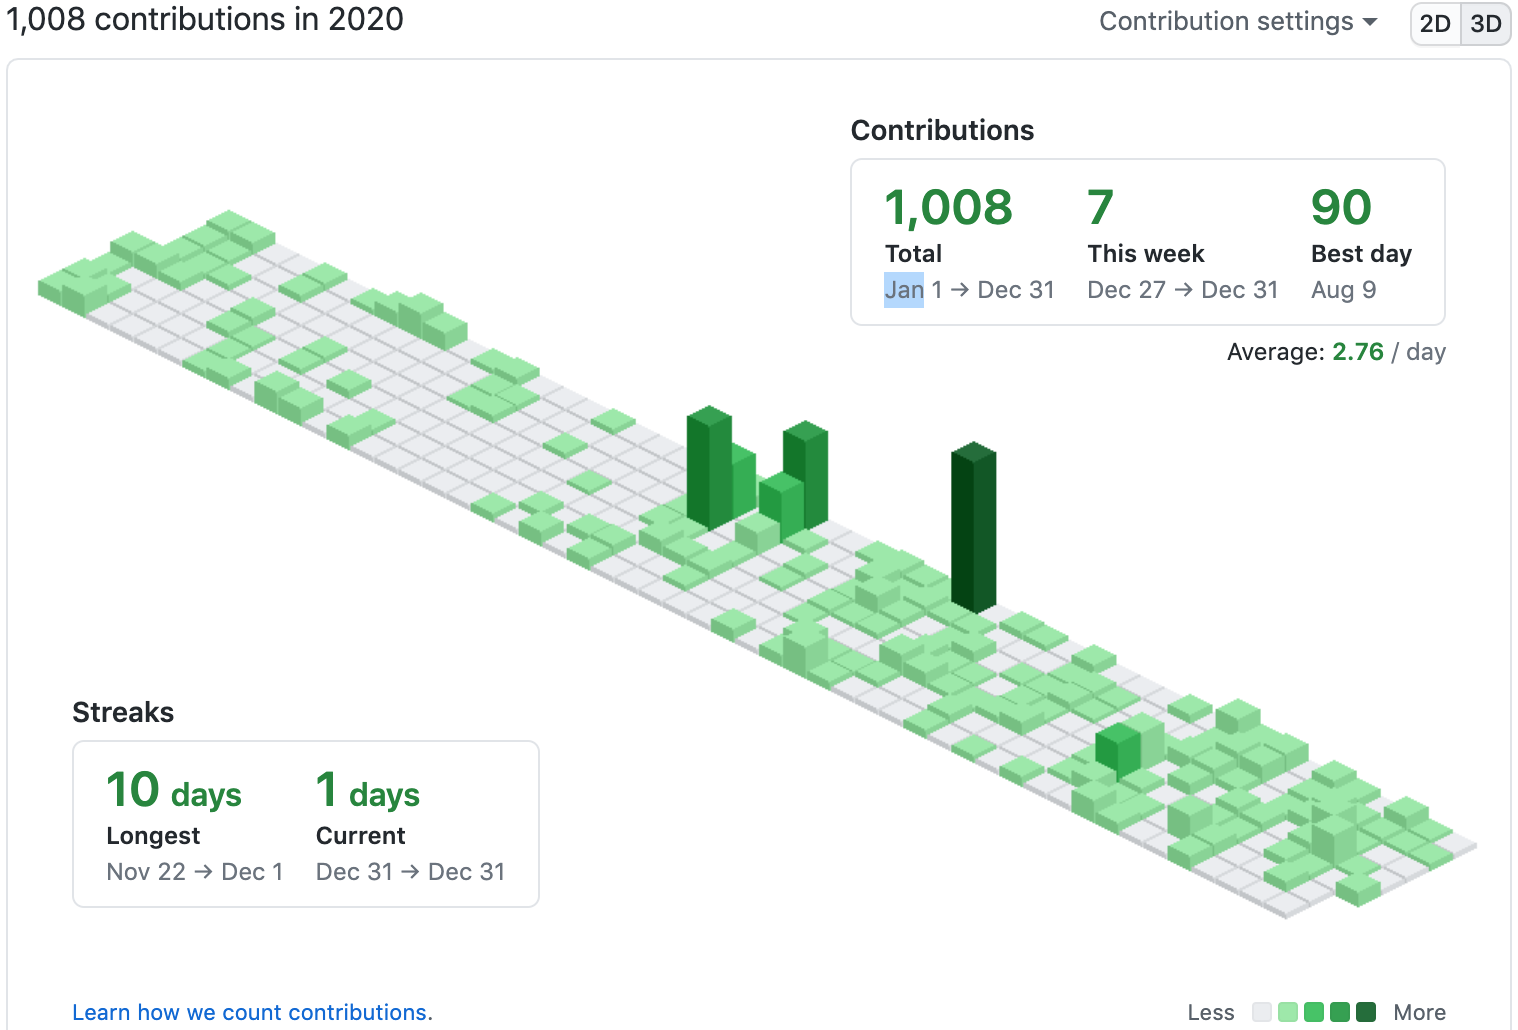 1,008 contributions in 2020
Contribution settings
2D 3D
Contributions
1,008 7 90
Total This week Best day
Jan 1 → Dec 31 Dec 27 → Dec 31 Aug 9
Average: 2.76 / day
Streaks
10 days 1 days
Longest Current
Nov 22 → Dec 1 Dec 31 → Dec 31
Learn how we count contributions.
Less More